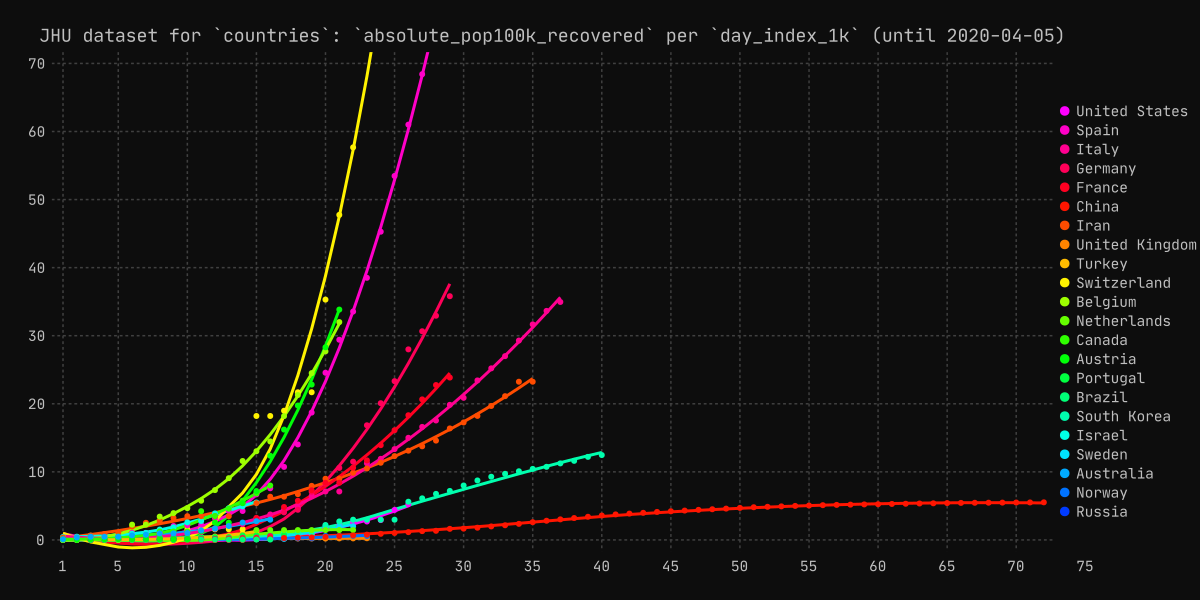 JHU dataset for `countries`: `absolute_pop100k_recovered` per `day_index_1k` (until 2020-04-05)
70
60
50
40
30
20
10
0
1 5 10 15 20 25 30 35 40 45 50 55 60 65 70 75
United States
Spain
Italy
Germany
France
China
Iran
United Kingdom
Turkey
Switzerland
Belgium
Netherlands
Canada
Austria
Portugal
Brazil
South Korea
Israel
Sweden
Australia
Norway
Russia